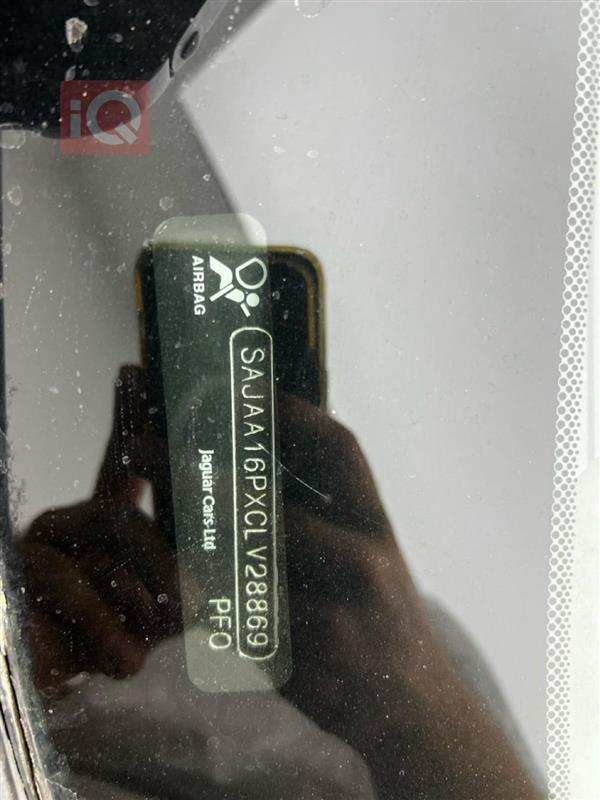 iQ
AIRBAG
SAJAA16PXCLV28869
Jaguar Cars Ltd
PFO